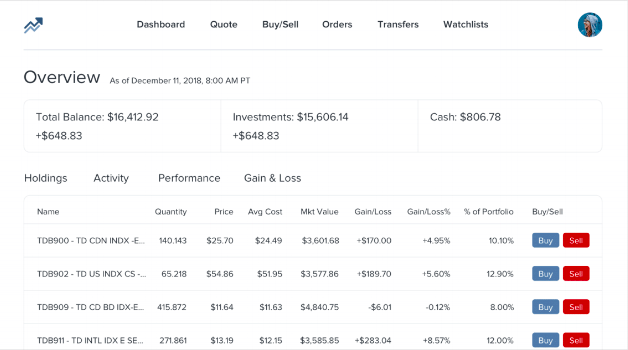 Dashboard Quote Buy/Sell Orders Transfers Watchlists
Overview As of December 11, 2018, 8:00 AM PT
Total Balance: $16,412.92 Investments: $15,606.14 Cash: $806.78
+$648.83 +$648.83
Holdings Activity Performance Gain & Loss
Name Quantity Price Avg Cost Mkt Value Gain/Loss Gain/Loss% % of Portfolio Buy/Sell
TDB900 - TD CDN INDX -E... 140.143 $25.70 $24.49 $3,601.68 +$170.00 +4.95% 10.10% Buy Sell
TDB902 - TD US INDX CS -... 65.218 $54.86 $51.95 $3,577.86 +$189.70 +5.60% 12.90% Buy Sell
TDB909 - TD CD BD IDX-E... 415.872 $11.64 $11.63 $4,840.75 -$6.01 -0.12% 8.00% Buy Sell
TDB911 - TD INTL IDX E SE... 271.861 $13.19 $12.15 $3,585.85 +$283.04 +8.57% 12.00% Buy Sell